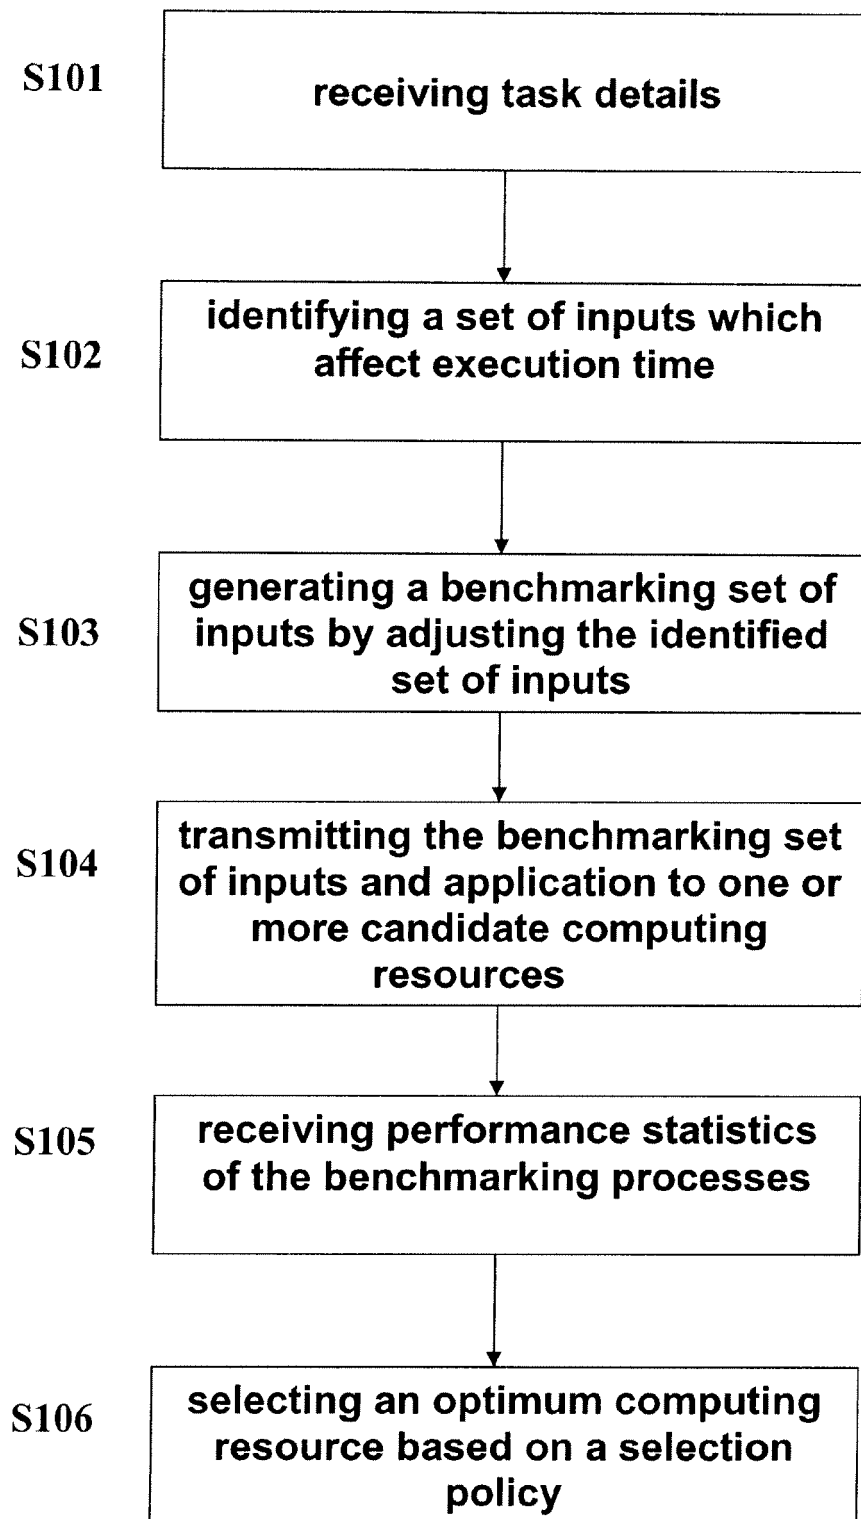 S101
receiving task details
S102
identifying a set of inputs which
affect execution time
S103
generating a benchmarking set of
inputs by adjusting the identified
set of inputs
S104
transmitting the benchmarking set
of inputs and application to one or
more candidate computing
resources
S105
receiving performance statistics
of the benchmarking processes
S106
selecting an optimum computing
resource based on a selection
policy